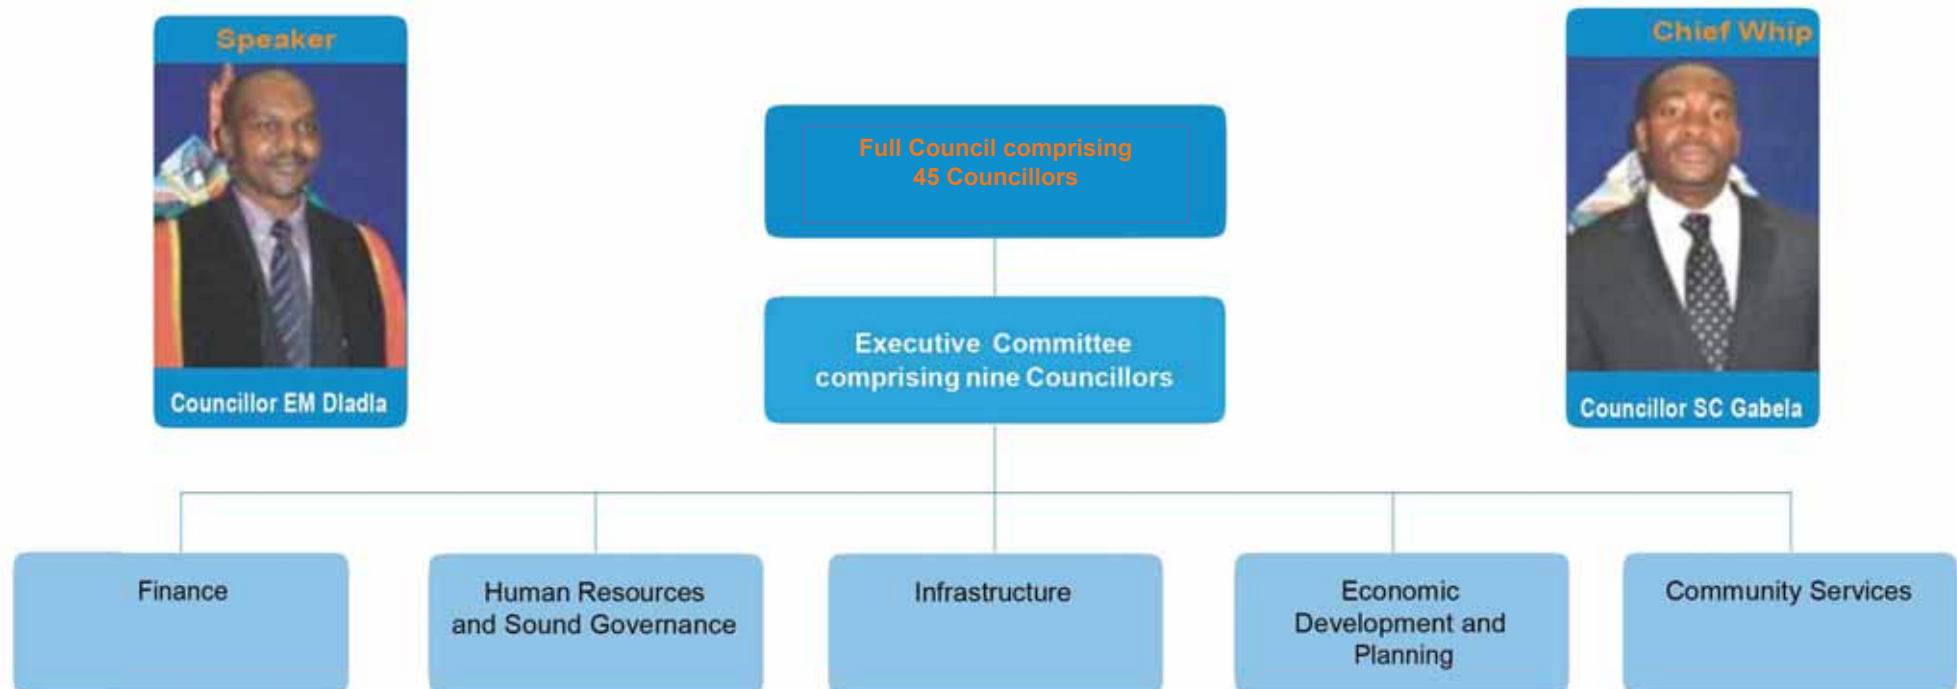 Speaker
Councillor EM Dladla
Chief Whip
Councillor SC Gabela
Full Council comprising
45 Councillors
Executive Committee
comprising nine Councillors
Finance
Human Resources
and Sound Governance
Infrastructure
Economic
Development and
Planning
Community Services